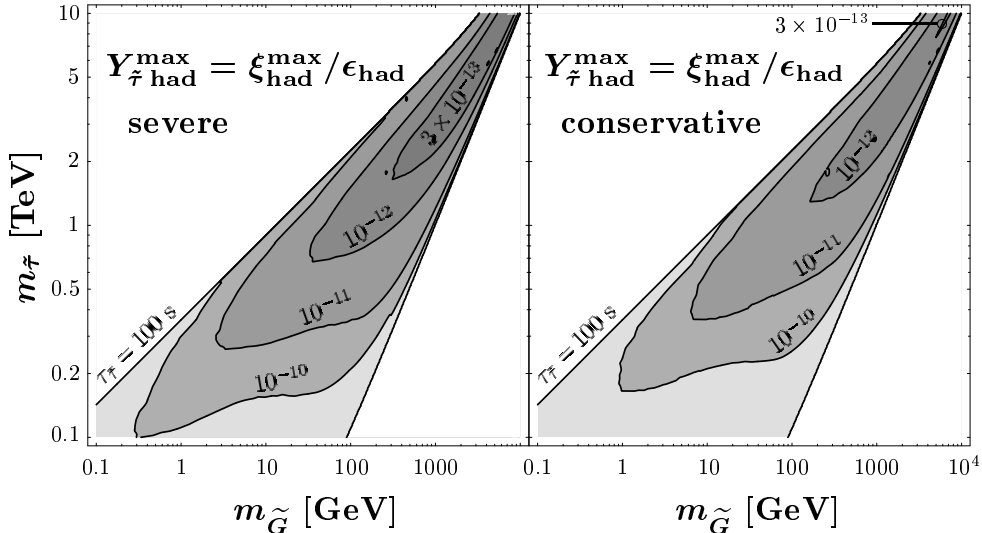 Y^max_τ̃ had = ξ^max_had/ϵ_had
severe
3 × 10^−13
10^−12
10^−11
10^−10
τ_τ̃ = 100 s
Y^max_τ̃ had = ξ^max_had/ϵ_had
conservative
3 × 10^−13
10^−12
10^−11
10^−10
τ_τ̃ = 100 s
m_τ̃ [TeV]
10
5
2
1
0.5
0.2
0.1
0.1 1 10 100 1000
0.1 1 10 100 1000 10^4
m_G̃ [GeV]
m_G̃ [GeV]